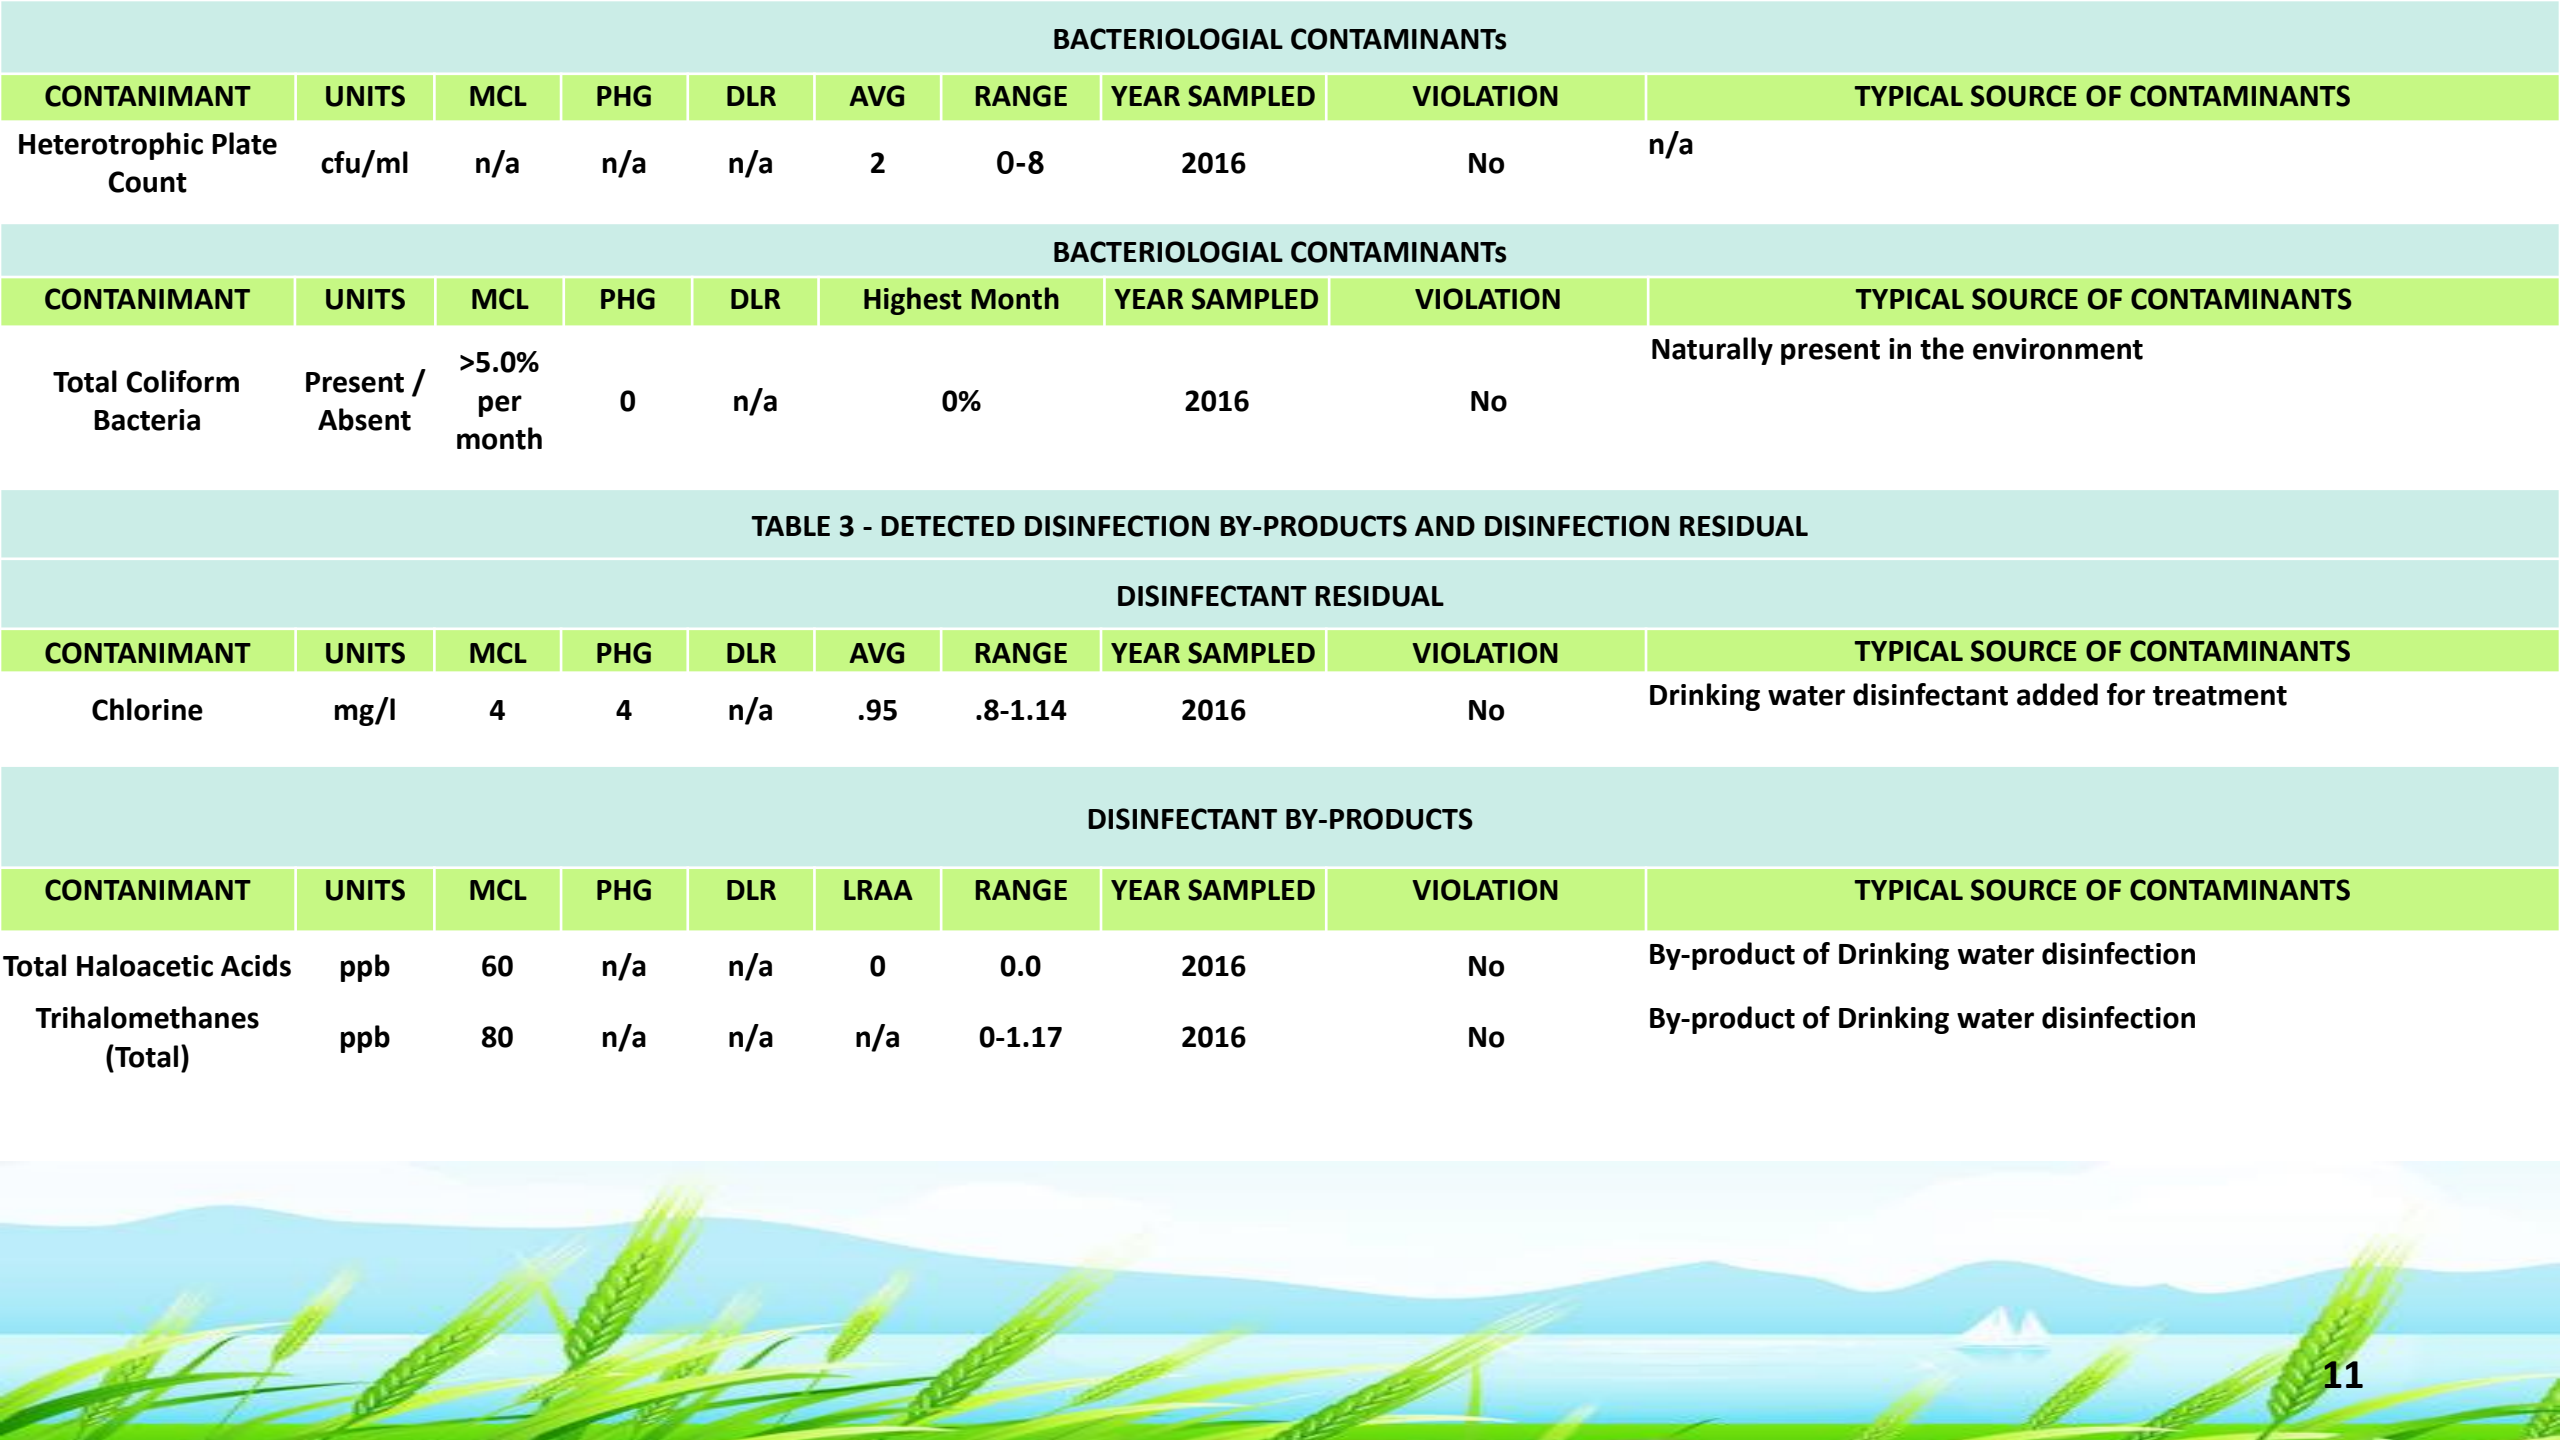 BACTERIOLOGIAL CONTAMINANTs
CONTANIMANT UNITS MCL PHG DLR AVG RANGE YEAR SAMPLED VIOLATION TYPICAL SOURCE OF CONTAMINANTS
Heterotrophic Plate Count cfu/ml n/a n/a n/a 2 0-8 2016 No n/a
BACTERIOLOGIAL CONTAMINANTs
CONTANIMANT UNITS MCL PHG DLR Highest Month YEAR SAMPLED VIOLATION TYPICAL SOURCE OF CONTAMINANTS
Total Coliform Bacteria Present / Absent >5.0% per month 0 n/a 0% 2016 No Naturally present in the environment
TABLE 3 - DETECTED DISINFECTION BY-PRODUCTS AND DISINFECTION RESIDUAL
DISINFECTANT RESIDUAL
CONTANIMANT UNITS MCL PHG DLR AVG RANGE YEAR SAMPLED VIOLATION TYPICAL SOURCE OF CONTAMINANTS
Chlorine mg/l 4 4 n/a .95 .8-1.14 2016 No Drinking water disinfectant added for treatment
DISINFECTANT BY-PRODUCTS
CONTANIMANT UNITS MCL PHG DLR LRAA RANGE YEAR SAMPLED VIOLATION TYPICAL SOURCE OF CONTAMINANTS
Total Haloacetic Acids ppb 60 n/a n/a 0 0.0 2016 No By-product of Drinking water disinfection
Trihalomethanes (Total) ppb 80 n/a n/a n/a 0-1.17 2016 No By-product of Drinking water disinfection
11